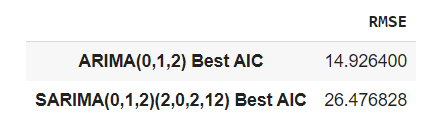 RMSE
ARIMA(0,1,2) Best AIC 14.926400
SARIMA(0,1,2)(2,0,2,12) Best AIC 26.476828